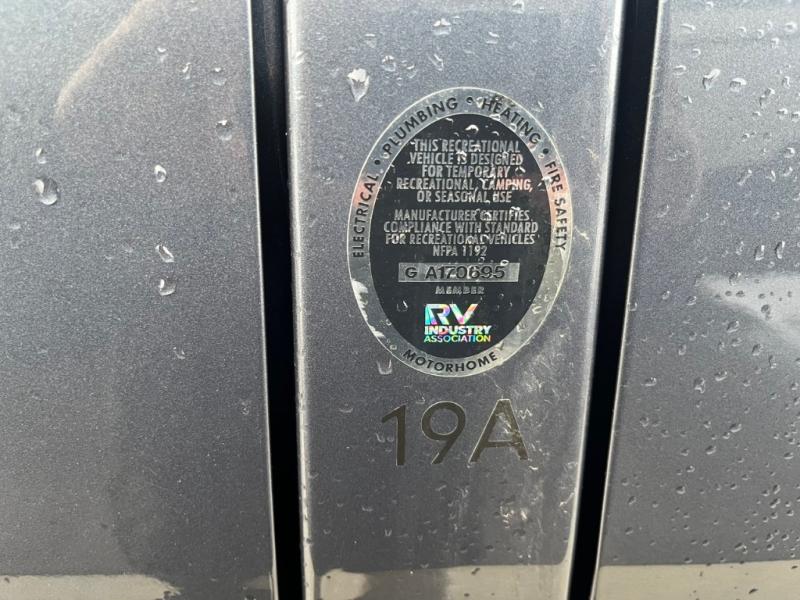 ELECTRICAL • PLUMBING • HEATING • FIRE SAFETY
THIS RECREATIONAL
VEHICLE IS DESIGNED
FOR TEMPORARY
RECREATIONAL, CAMPING,
OR SEASONAL USE
MANUFACTURER CERTIFIES
COMPLIANCE WITH STANDARD
FOR RECREATIONAL VEHICLES
NFPA 1192
G A170695
MEMBER
RV
INDUSTRY
ASSOCIATION
MOTORHOME
19A